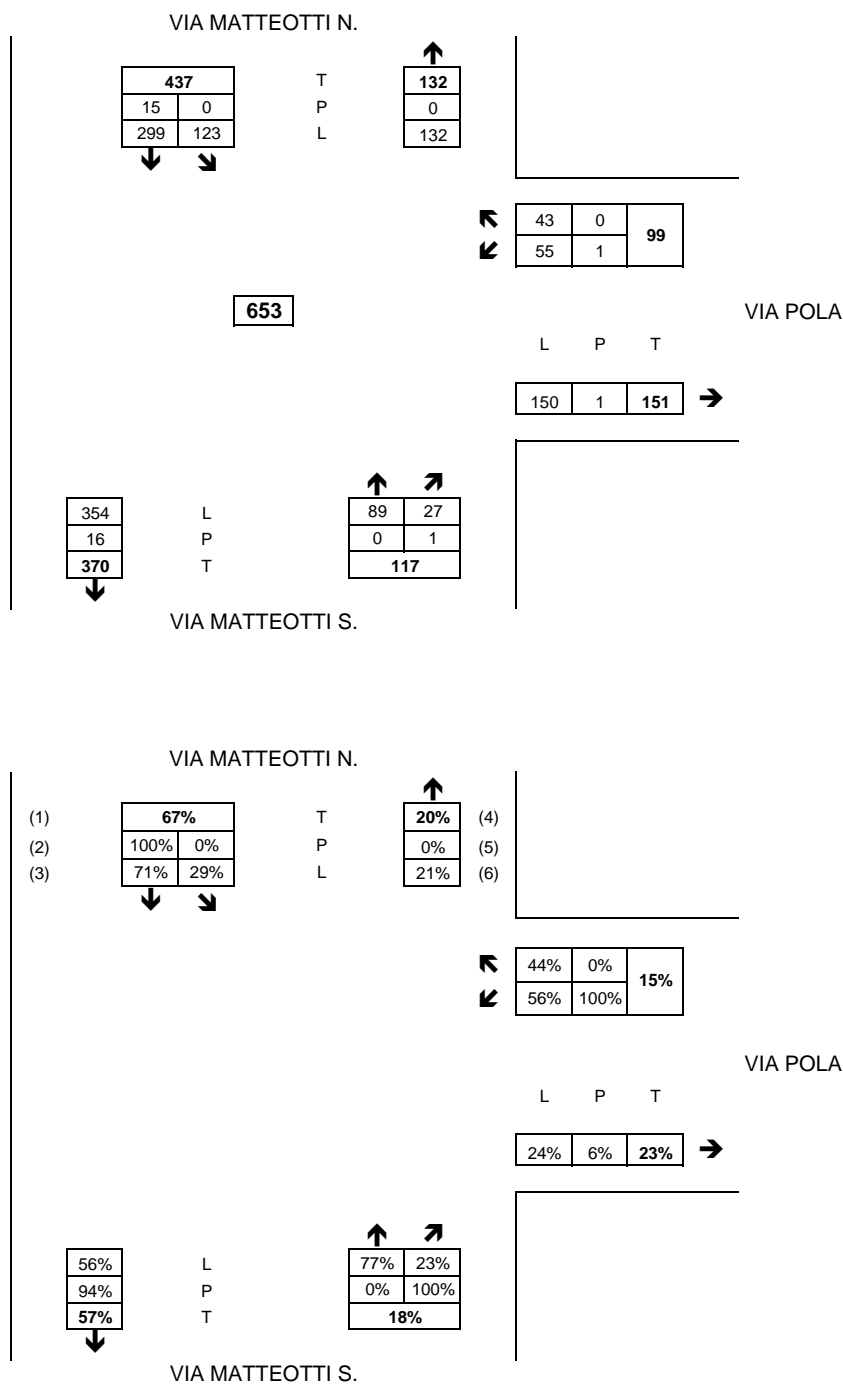 VIA MATTEOTTI N.
437 T 132
15 0 P 0
299 123 L 132
43 0 99
55 1
653 VIA POLA
L P T
150 1 151
354 L 89 27
16 P 0 1
370 T 117
VIA MATTEOTTI S.
VIA MATTEOTTI N.
(1) 67% T 20% (4)
(2) 100% 0% P 0% (5)
(3) 71% 29% L 21% (6)
44% 0% 15%
56% 100%
VIA POLA
L P T
24% 6% 23%
56% L 77% 23%
94% P 0% 100%
57% T 18%
VIA MATTEOTTI S.